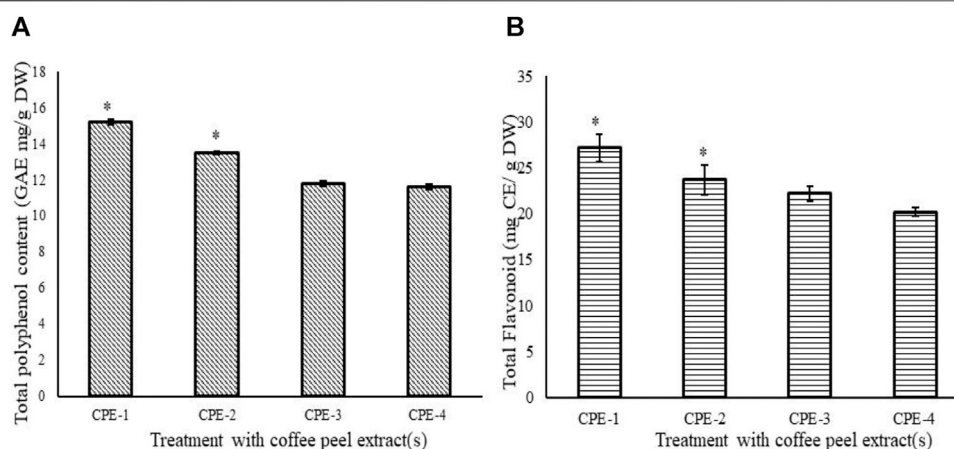 A
Total polyphenol content (GAE mg/g DW)
18
16
14
12
10
8
6
4
2
0
*
*
CPE-1 CPE-2 CPE-3 CPE-4
Treatment with coffee peel extract(s)
B
Total Flavonoid (mg CE/ g DW)
35
30
25
20
15
10
5
0
*
*
CPE-1 CPE-2 CPE-3 CPE-4
Treatment with coffee peel extract(s)